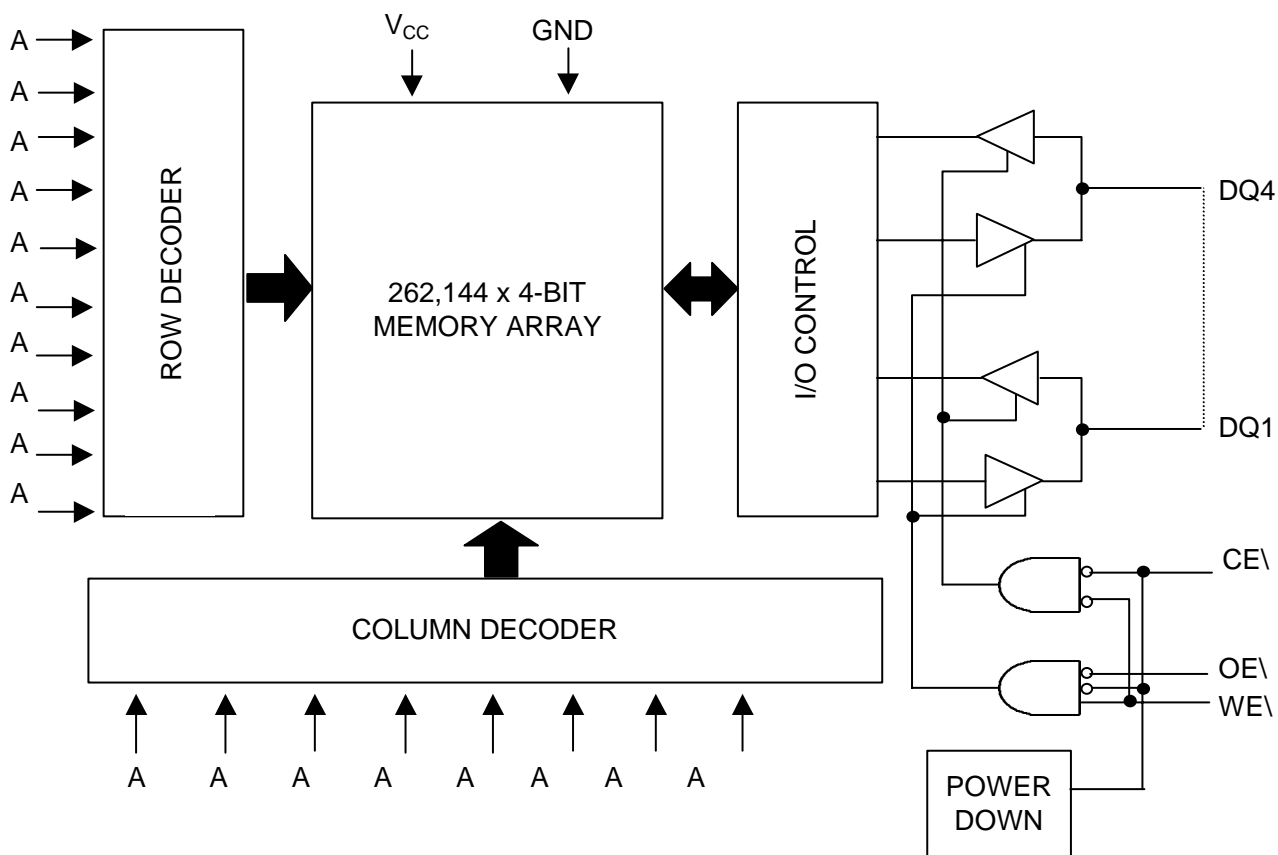 V_CC
GND
A
A
A
A
A
A
A
A
A
A
ROW DECODER
262,144 x 4-BIT
MEMORY ARRAY
I/O CONTROL
DQ4
DQ1
CE\
OE\
WE\
COLUMN DECODER
A A A A A A A A
POWER
DOWN